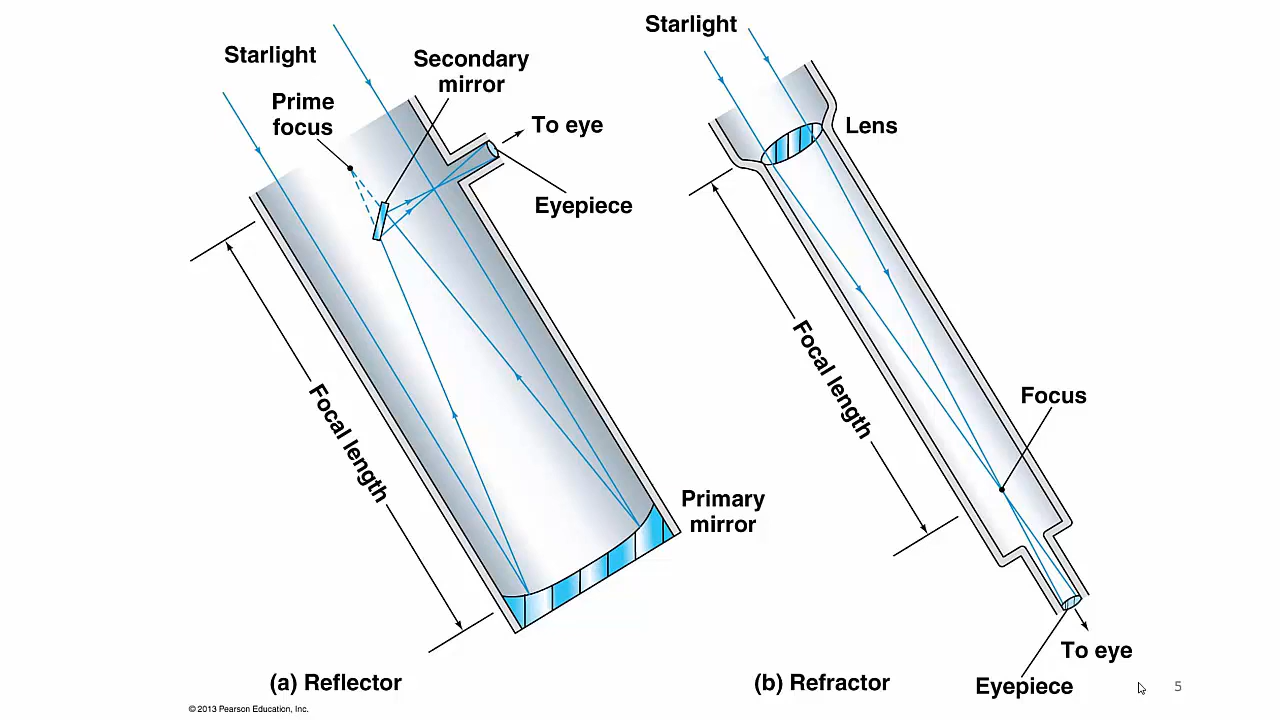 Starlight
Secondary
mirror
Prime
focus
To eye
Eyepiece
Focal length
Primary
mirror
(a) Reflector
Starlight
Lens
Focal length
Focus
To eye
Eyepiece
(b) Refractor
5
© 2013 Pearson Education, Inc.